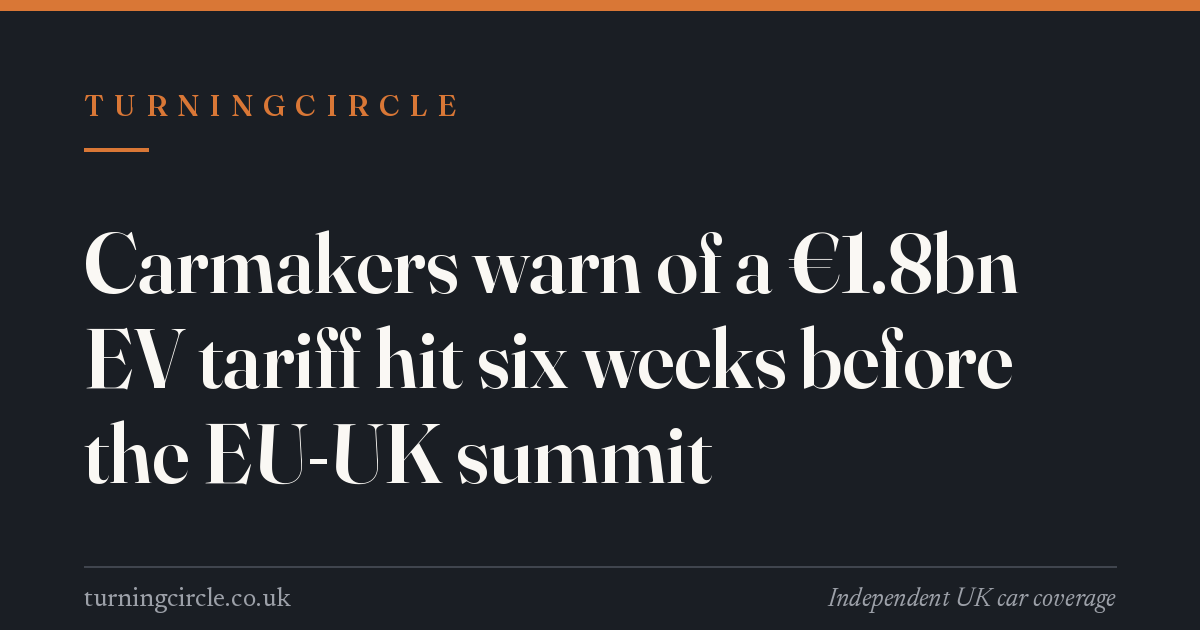 TURNINGCIRCLE
Carmakers warn of a €1.8bn
EV tariff hit six weeks before
the EU-UK summit
turningcircle.co.uk
Independent UK car coverage